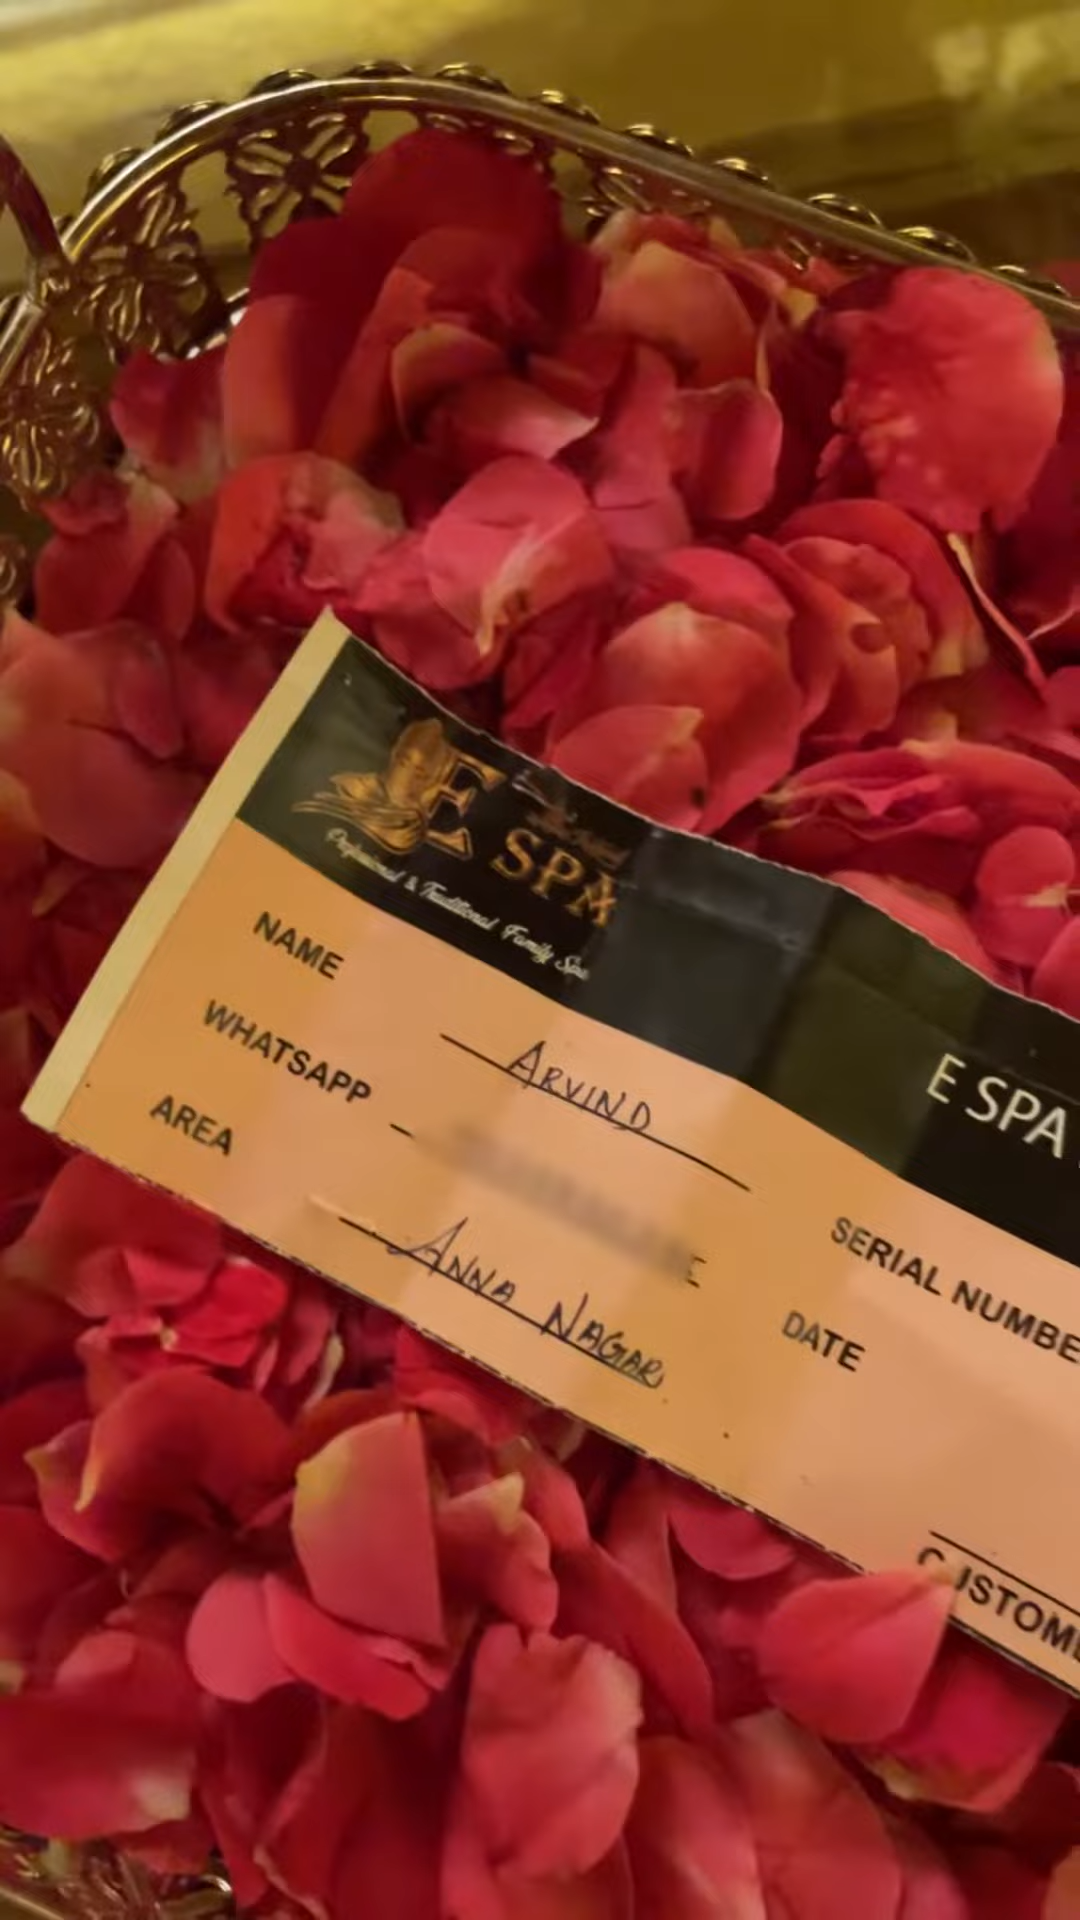 E SPA
Professional & Traditional Family Spa
E SPA
NAME ARVIND
WHATSAPP
AREA ANNA NAGAR
SERIAL NUMBE
DATE
CUSTOME